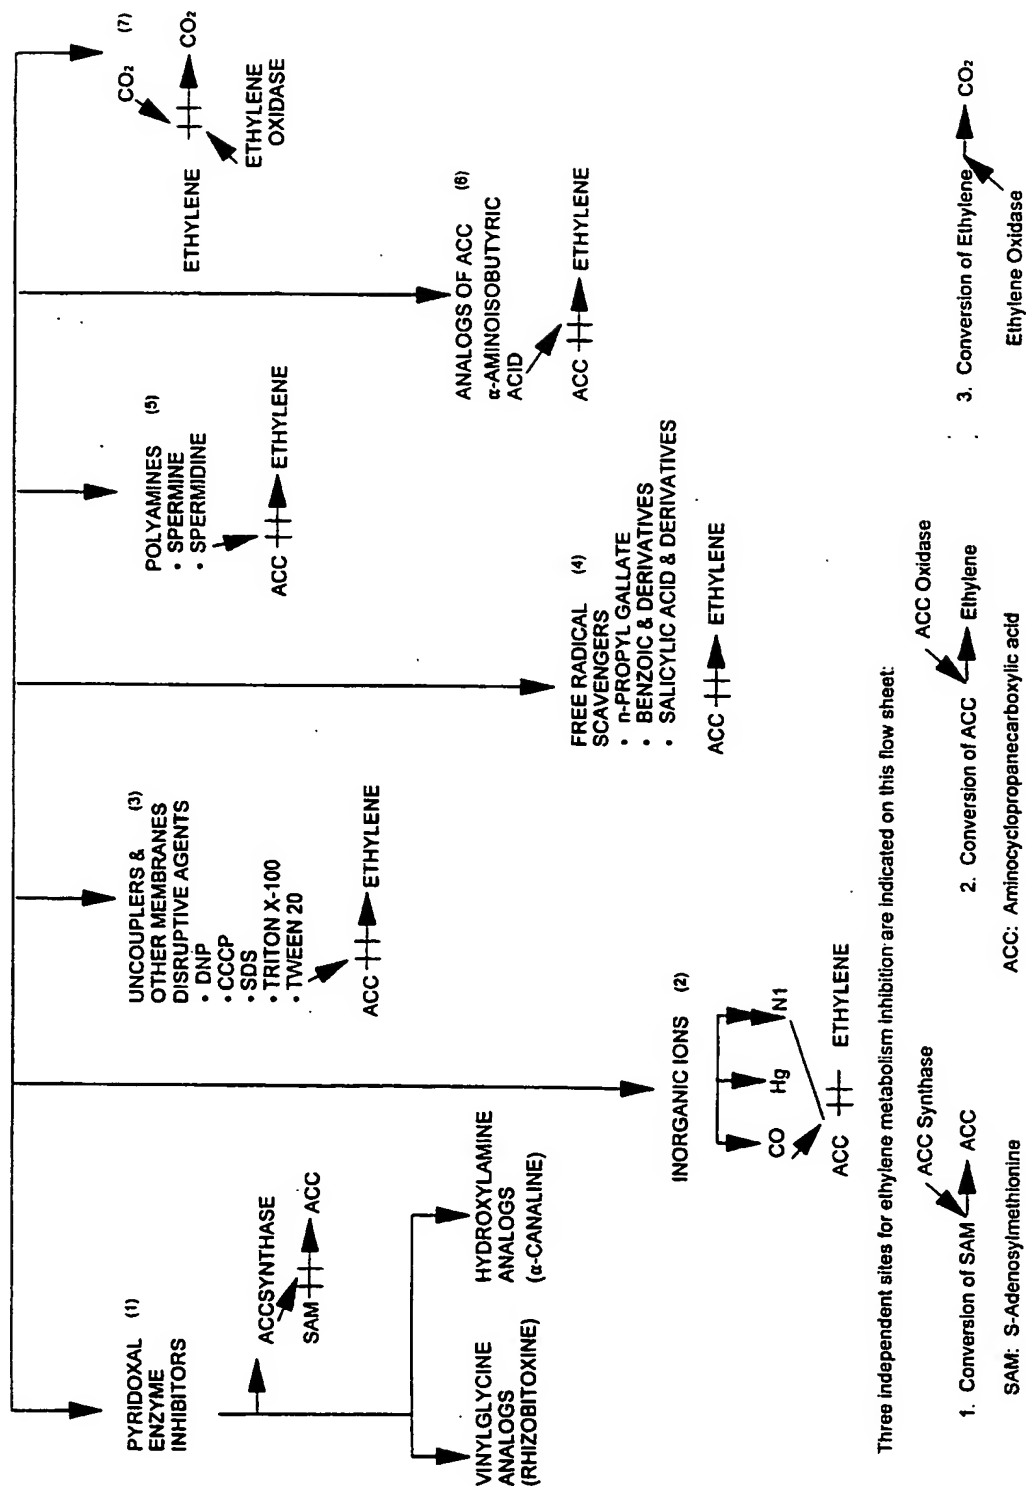 PYRIDOXAL (1)
ENZYME
INHIBITORS
ACCSYNTHASE
SAM ACC
VINYLGLYCINE
ANALOGS
(RHIZOBITOXINE)
HYDROXYLAMINE
ANALOGS
(α-CANALINE)
INORGANIC IONS (2)
CO Hg N1
ACC ETHYLENE
UNCOUPLERS & (3)
OTHER MEMBRANES
DISRUPTIVE AGENTS
• DNP
• CCCP
• SDS
• TRITON X-100
• TWEEN 20
ACC ETHYLENE
FREE RADICAL (4)
SCAVENGERS
• n-PROPYL GALLATE
• BENZOIC & DERIVATIVES
• SALICYLIC ACID & DERIVATIVES
ACC ETHYLENE
POLYAMINES (5)
• SPERMINE
• SPERMIDINE
ACC ETHYLENE
ANALOGS OF ACC (6)
α-AMINOISOBUTYRIC
ACID
ACC ETHYLENE
(7)
CO₂
ETHYLENE CO₂
ETHYLENE
OXIDASE
Three independent sites for ethylene metabolism inhibition are indicated on this flow sheet:
ACC Synthase
1. Conversion of SAM ACC
ACC Oxidase
2. Conversion of ACC Ethylene
3. Conversion of Ethylene CO₂
Ethylene Oxidase
SAM: S-Adenosylmethionine
ACC: Aminocyclopropanecarboxylic acid